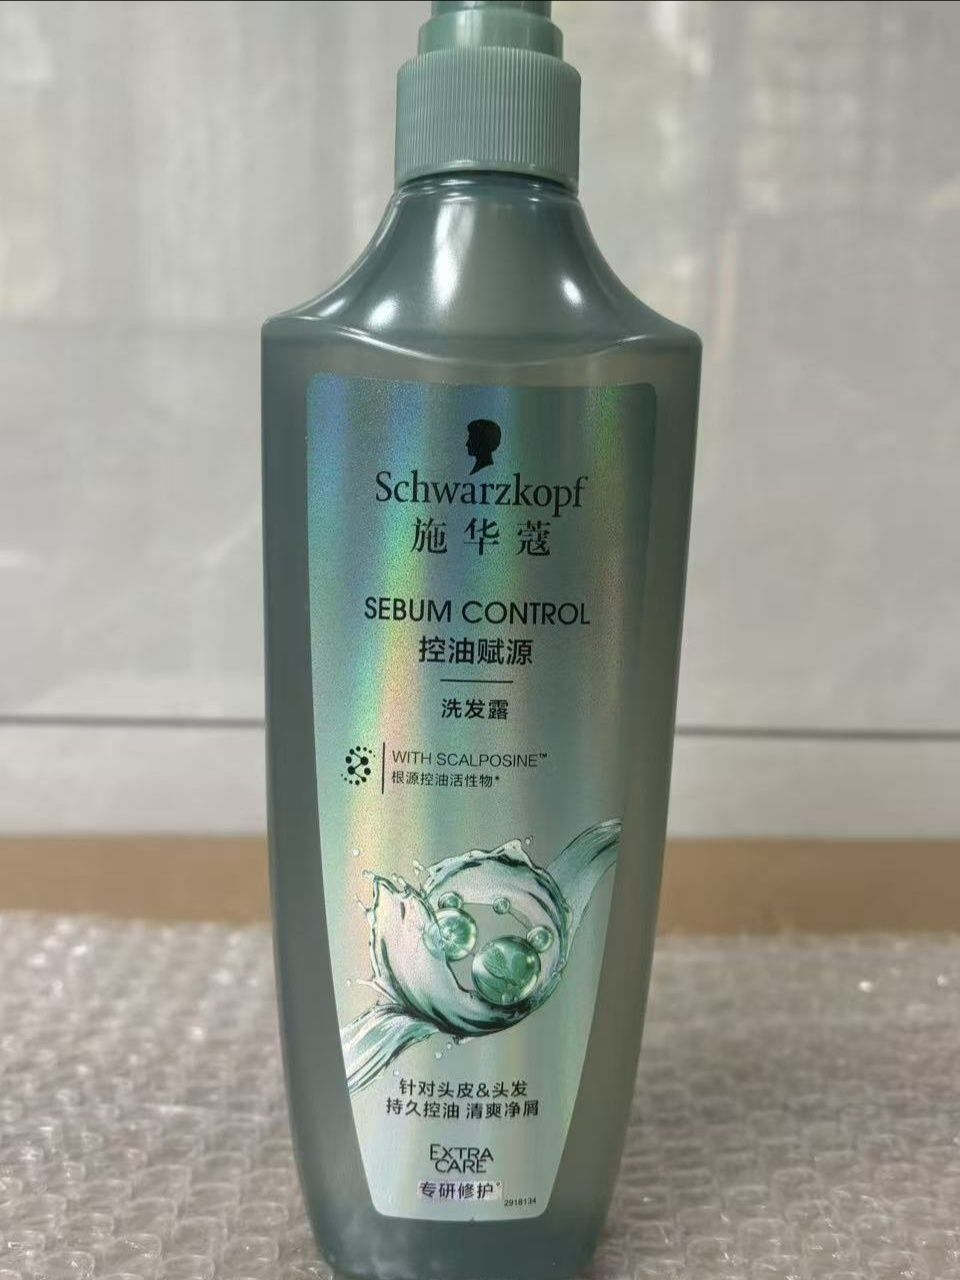 Schwarzkopf
施华蔻
SEBUM CONTROL
控油赋源
洗发露
WITH SCALPOSINE™
根源控油活性物*
针对头皮&头发
持久控油 清爽净屑
EXTRA
CARE
专研修护°
2918134